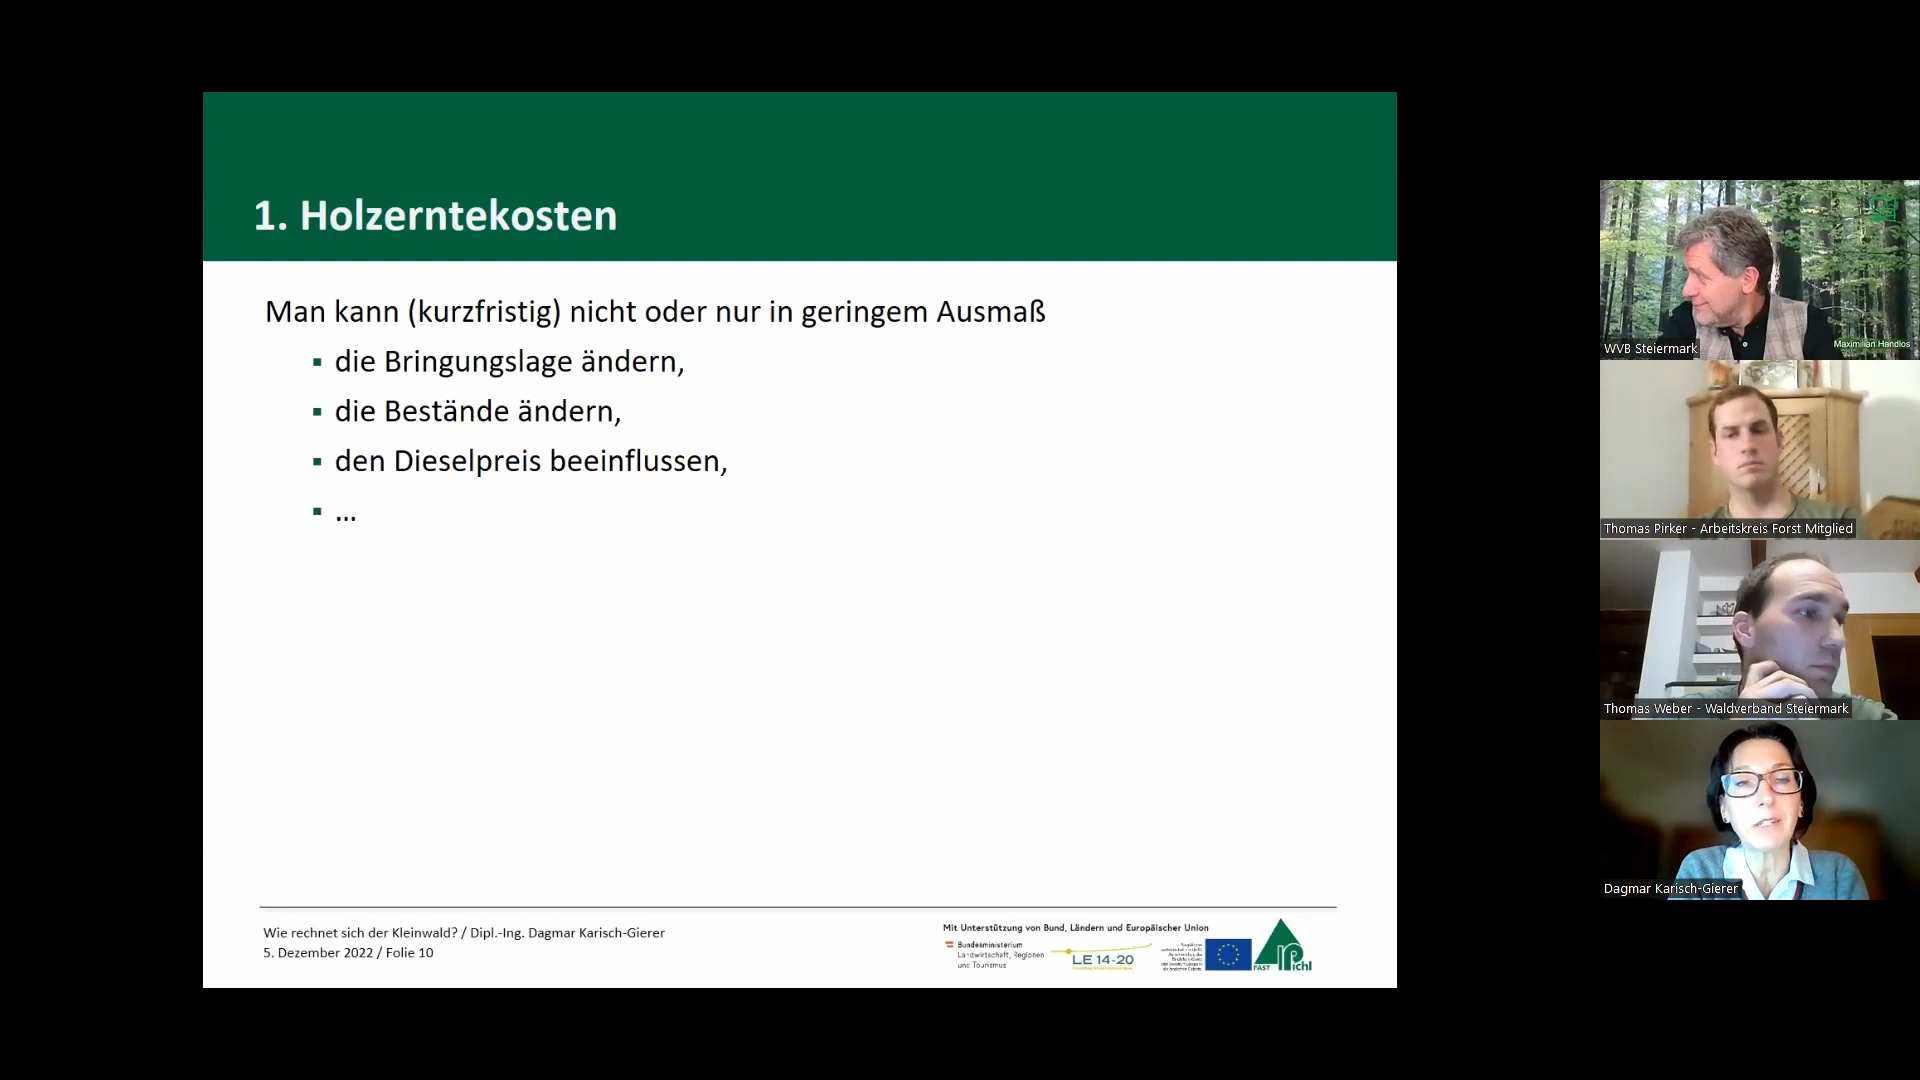 1. Holzerntekosten
Man kann (kurzfristig) nicht oder nur in geringem Ausmaß
▪ die Bringungslage ändern,
▪ die Bestände ändern,
▪ den Dieselpreis beeinflussen,
▪ ...
Wie rechnet sich der Kleinwald? / Dipl.-Ing. Dagmar Karisch-Gierer
5. Dezember 2022 / Folie 10
Mit Unterstützung von Bund, Ländern und Europäischer Union
Bundesministerium
Landwirtschaft, Regionen
und Tourismus
LE 14-20
FAST Pichl
Maximilian Handlos
WVB Steiermark
Thomas Pirker - Arbeitskreis Forst Mitglied
Thomas Weber - Waldverband Steiermark
Dagmar Karisch-Gierer